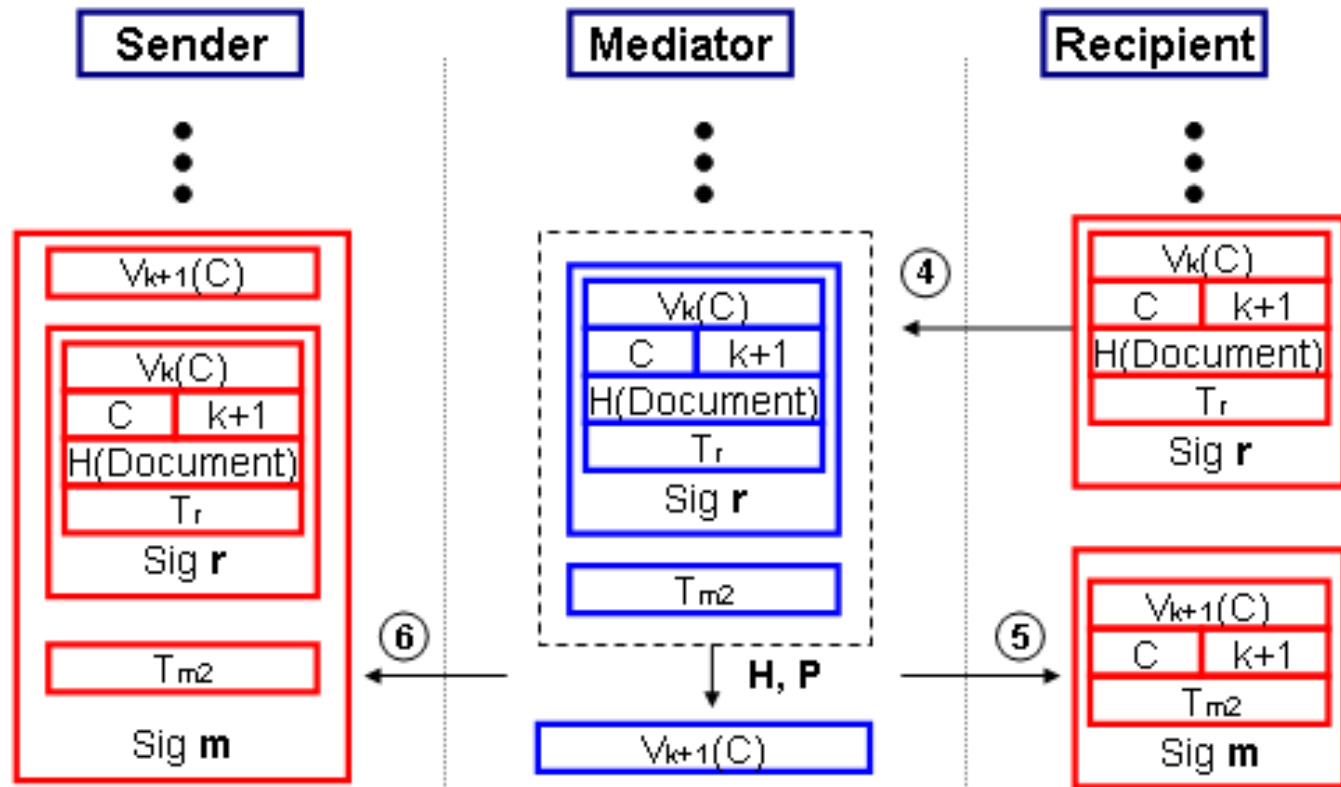 Sender
Mediator
Recipient
Vk+1(C)
Vk(C)
C k+1
H(Document)
Tr
Sig r
Tm2
Sig m
6
Vk(C)
C k+1
H(Document)
Tr
Sig r
Tm2
H, P
Vk+1(C)
4
5
Vk(C)
C k+1
H(Document)
Tr
Sig r
Vk+1(C)
C k+1
Tm2
Sig m